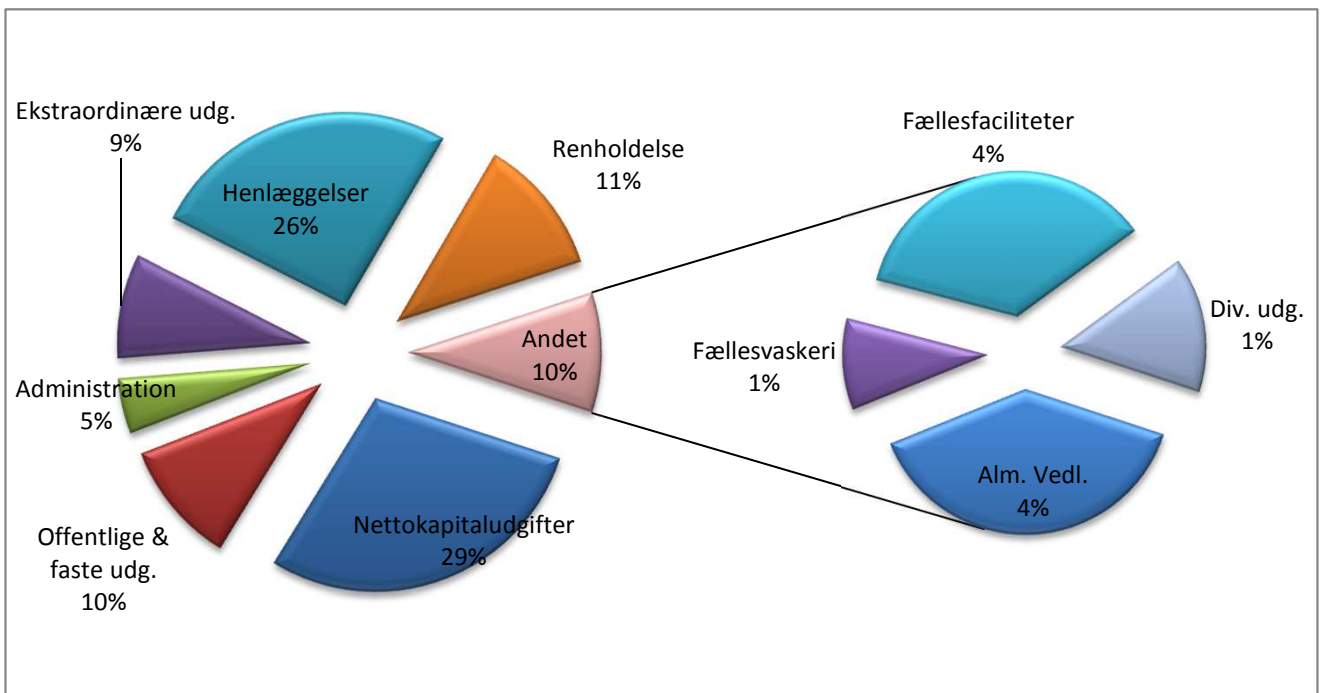 Ekstraordinære udg.
9%
Henlæggelser
26%
Renholdelse
11%
Andet
10%
Administration
5%
Offentlige &
faste udg.
10%
Nettokapitaludgifter
29%
Fællesfaciliteter
4%
Div. udg.
1%
Fællesvaskeri
1%
Alm. Vedl.
4%